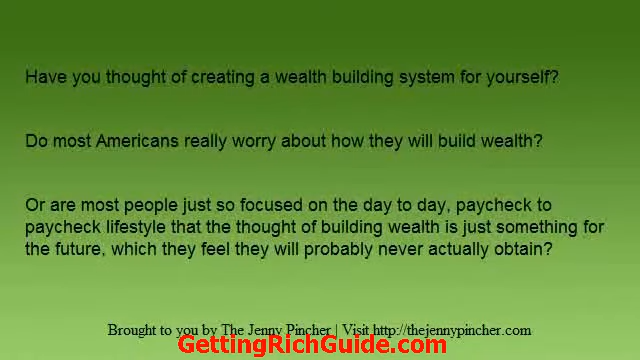 Have you thought of creating a wealth building system for yourself?
Do most Americans really worry about how they will build wealth?
Or are most people just so focused on the day to day, paycheck to
paycheck lifestyle that the thought of building wealth is just something for
the future, which they feel they will probably never actually obtain?
Brought to you by The Jenny Pincher | Visit http://thejennypincher.com
GettingRichGuide.com